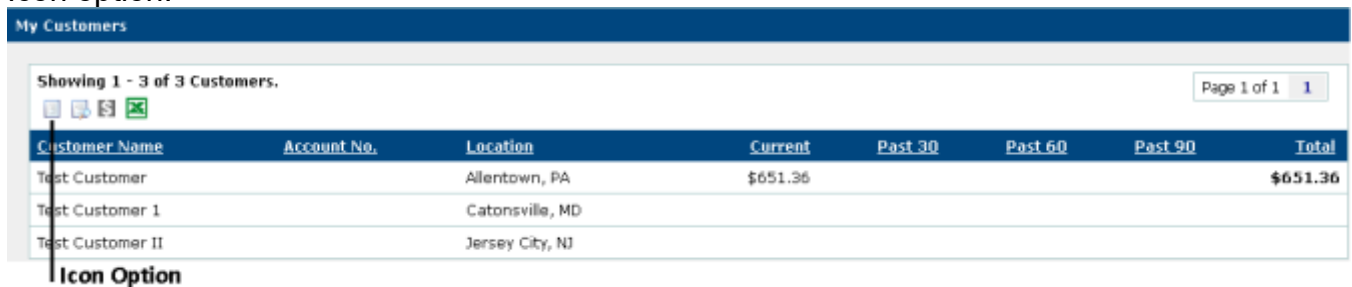 My Customers
Showing 1 - 3 of 3 Customers.
Page 1 of 1 1
Customer Name Account No. Location Current Past 30 Past 60 Past 90 Total
Test Customer Allentown, PA $651.36 $651.36
Test Customer 1 Catonsville, MD
Test Customer II Jersey City, NJ
Icon Option